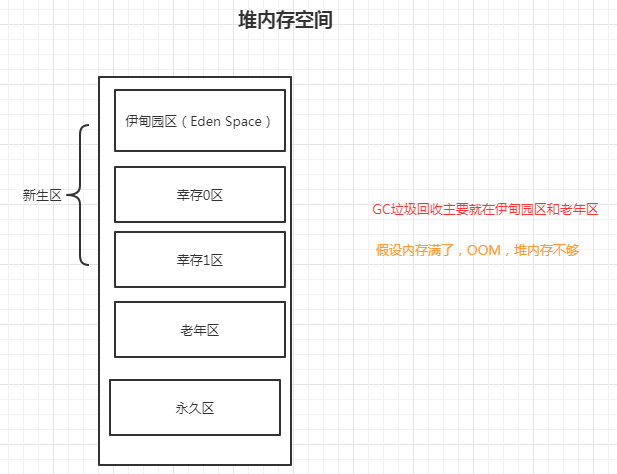 堆内存空间
伊甸园区（Eden Space）
新生区
幸存0区
幸存1区
老年区
永久区
GC垃圾回收主要就在伊甸园区和老年区
假设内存满了，OOM，堆内存不够